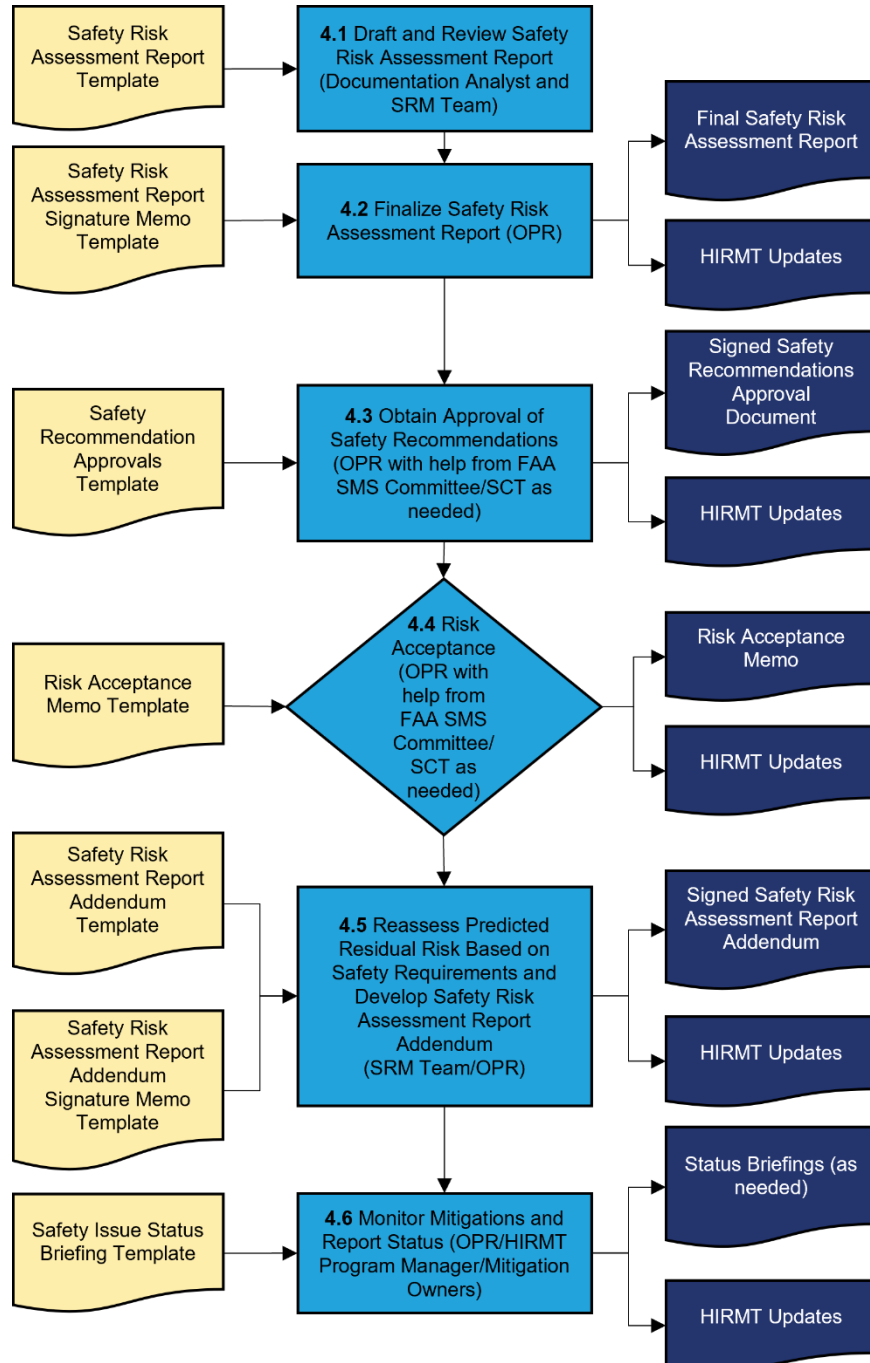 Safety Risk
Assessment Report
Template
4.1 Draft and Review Safety
Risk Assessment Report
(Documentation Analyst and
SRM Team)
Final Safety Risk
Assessment Report
Safety Risk
Assessment Report
Signature Memo
Template
4.2 Finalize Safety Risk
Assessment Report (OPR)
HIRMT Updates
Safety
Recommendation
Approvals
Template
4.3 Obtain Approval of
Safety Recommendations
(OPR with help from FAA
SMS Committee/SCT as
needed)
Signed Safety
Recommendations
Approval
Document
HIRMT Updates
Risk Acceptance
Memo Template
4.4 Risk
Acceptance
(OPR with
help from
FAA SMS
Committee/
SCT as
needed)
Risk Acceptance
Memo
HIRMT Updates
Safety Risk
Assessment Report
Addendum
Template
Safety Risk
Assessment Report
Addendum
Signature Memo
Template
4.5 Reassess Predicted
Residual Risk Based on
Safety Requirements and
Develop Safety Risk
Assessment Report
Addendum
(SRM Team/OPR)
Signed Safety Risk
Assessment Report
Addendum
HIRMT Updates
Safety Issue Status
Briefing Template
4.6 Monitor Mitigations and
Report Status (OPR/HIRMT
Program Manager/Mitigation
Owners)
Status Briefings (as
needed)
HIRMT Updates